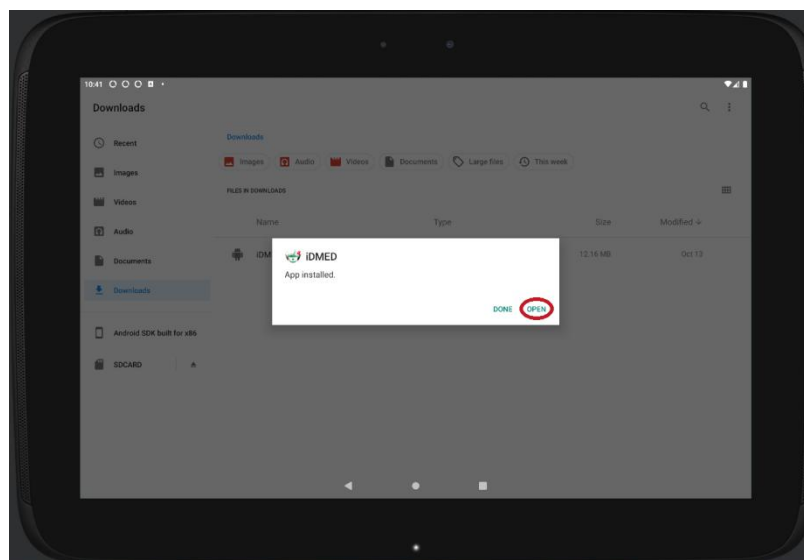 10:41
Downloads
Recent
Images
Videos
Audio
Documents
Downloads
Android SDK built for x86
SDCARD
Downloads
Images Audio Videos Documents Large files This week
FILES IN DOWNLOADS
Name Type Size Modified
iDM 12.16 MB Oct 13
iDMED
App installed.
DONE OPEN